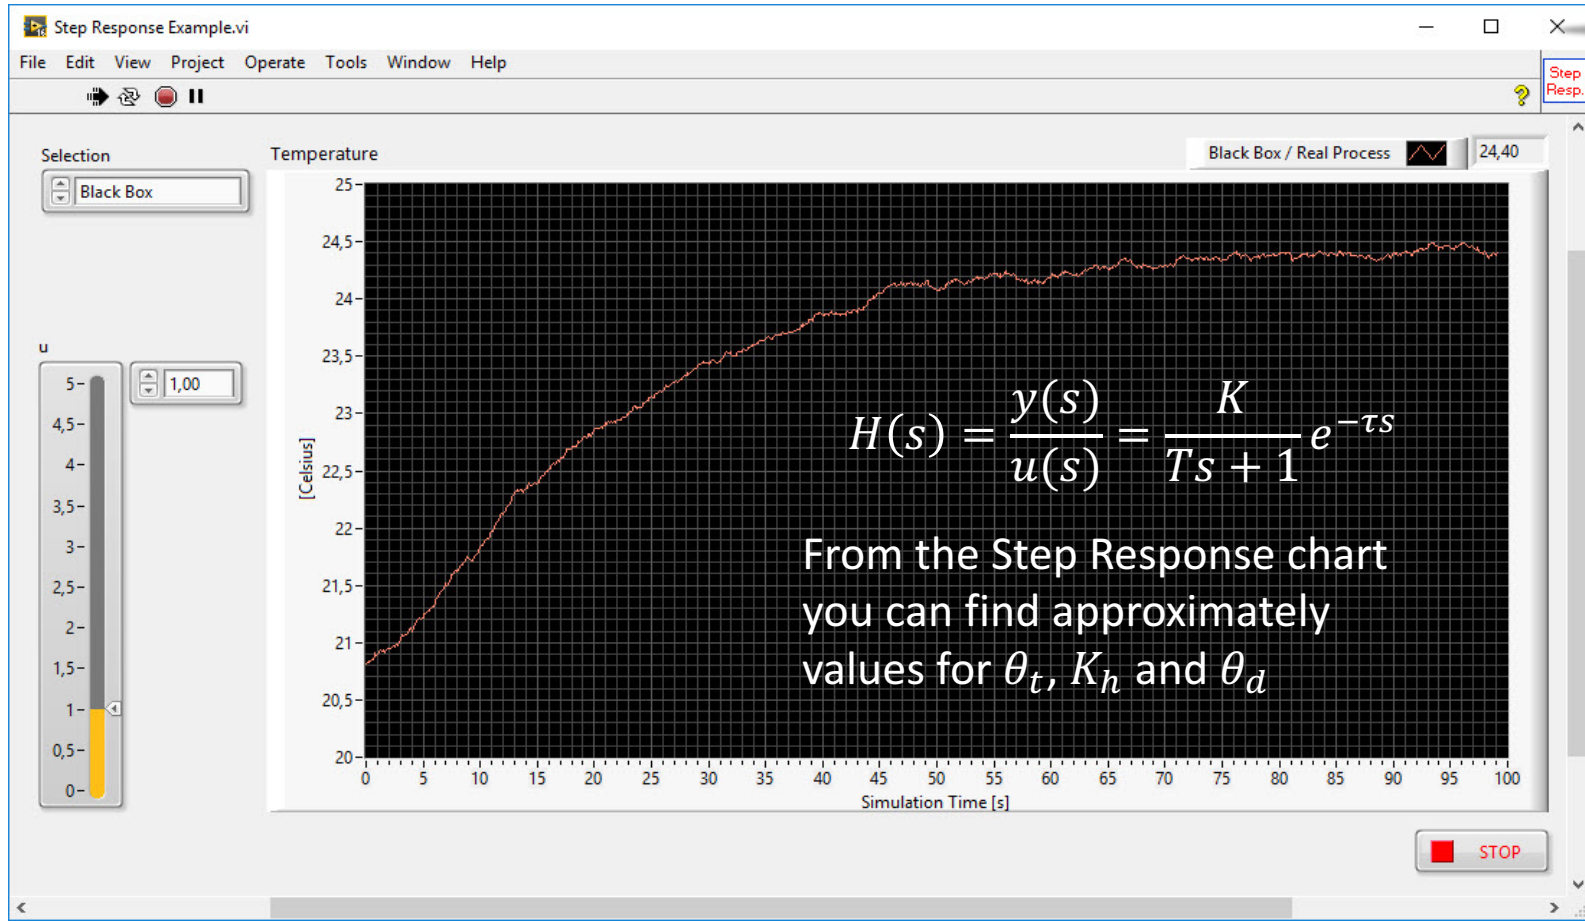 Step Response Example.vi
File Edit View Project Operate Tools Window Help
Step
Resp.
Selection
Black Box
Temperature
Black Box / Real Process
24,40
u
5
4,5
4
3,5
3
2,5
2
1,5
1
0,5
0
1,00
[Celsius]
25
24,5
24
23,5
23
22,5
22
21,5
21
20,5
20
H(s) = y(s)/u(s) = K/(Ts + 1) e^{-τs}
From the Step Response chart
you can find approximately
values for θ_t, K_h and θ_d
0 5 10 15 20 25 30 35 40 45 50 55 60 65 70 75 80 85 90 95 100
Simulation Time [s]
STOP